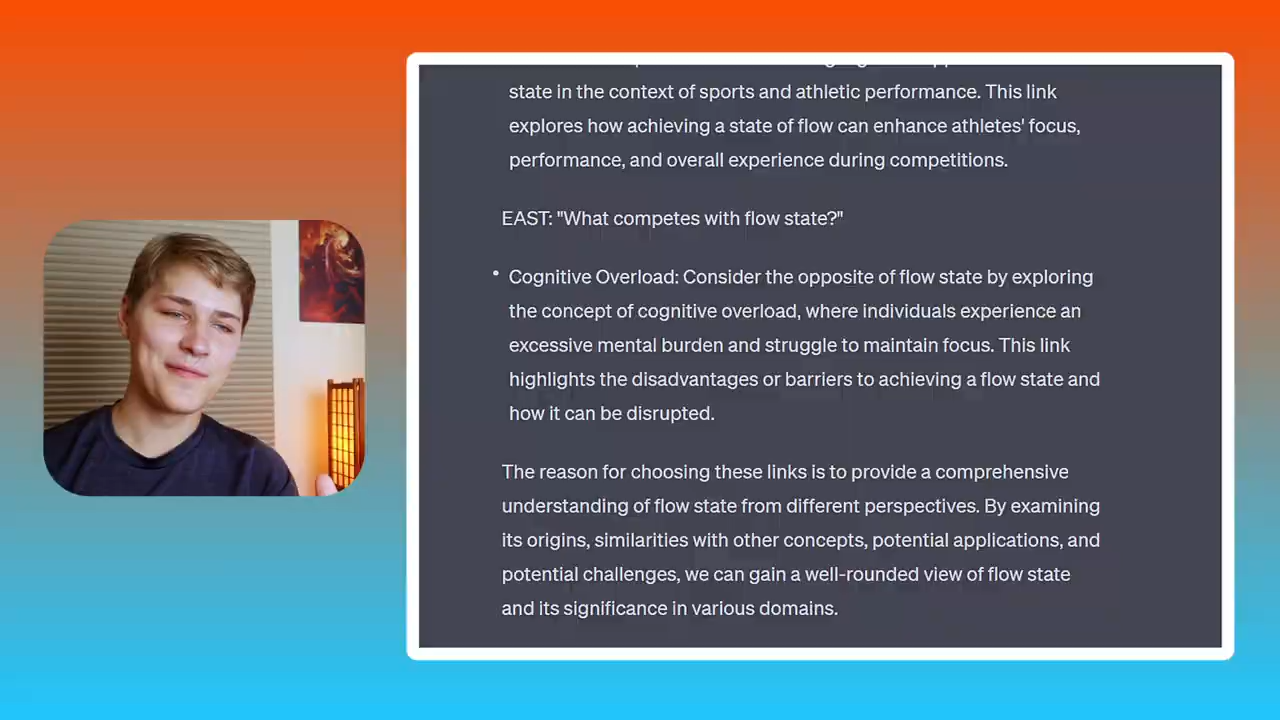 state in the context of sports and athletic performance. This link
explores how achieving a state of flow can enhance athletes' focus,
performance, and overall experience during competitions.
EAST: "What competes with flow state?"
• Cognitive Overload: Consider the opposite of flow state by exploring
the concept of cognitive overload, where individuals experience an
excessive mental burden and struggle to maintain focus. This link
highlights the disadvantages or barriers to achieving a flow state and
how it can be disrupted.
The reason for choosing these links is to provide a comprehensive
understanding of flow state from different perspectives. By examining
its origins, similarities with other concepts, potential applications, and
potential challenges, we can gain a well-rounded view of flow state
and its significance in various domains.